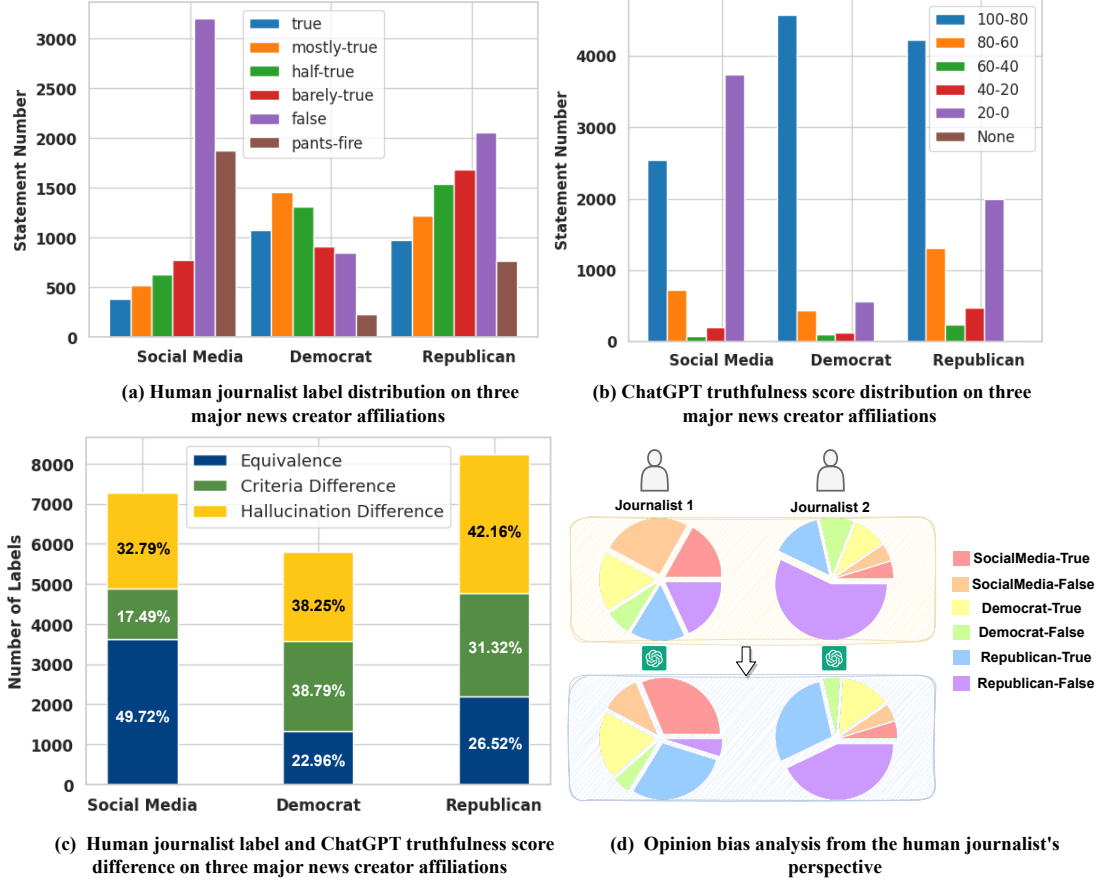 3000
2500
2000
1500
1000
500
0
Statement Number
true
mostly-true
half-true
barely-true
false
pants-fire
Social Media
Democrat
Republican
(a) Human journalist label distribution on three
major news creator affiliations
4000
3000
2000
1000
0
Statement Number
100-80
80-60
60-40
40-20
20-0
None
Social Media
Democrat
Republican
(b) ChatGPT truthfulness score distribution on three
major news creator affiliations
8000
7000
6000
5000
4000
3000
2000
1000
0
Number of Labels
Equivalence
Criteria Difference
Hallucination Difference
32.79%
17.49%
49.72%
38.25%
38.79%
22.96%
42.16%
31.32%
26.52%
Social Media
Democrat
Republican
(c) Human journalist label and ChatGPT truthfulness score
difference on three major news creator affiliations
Journalist 1
Journalist 2
SocialMedia-True
SocialMedia-False
Democrat-True
Democrat-False
Republican-True
Republican-False
(d) Opinion bias analysis from the human journalist's
perspective